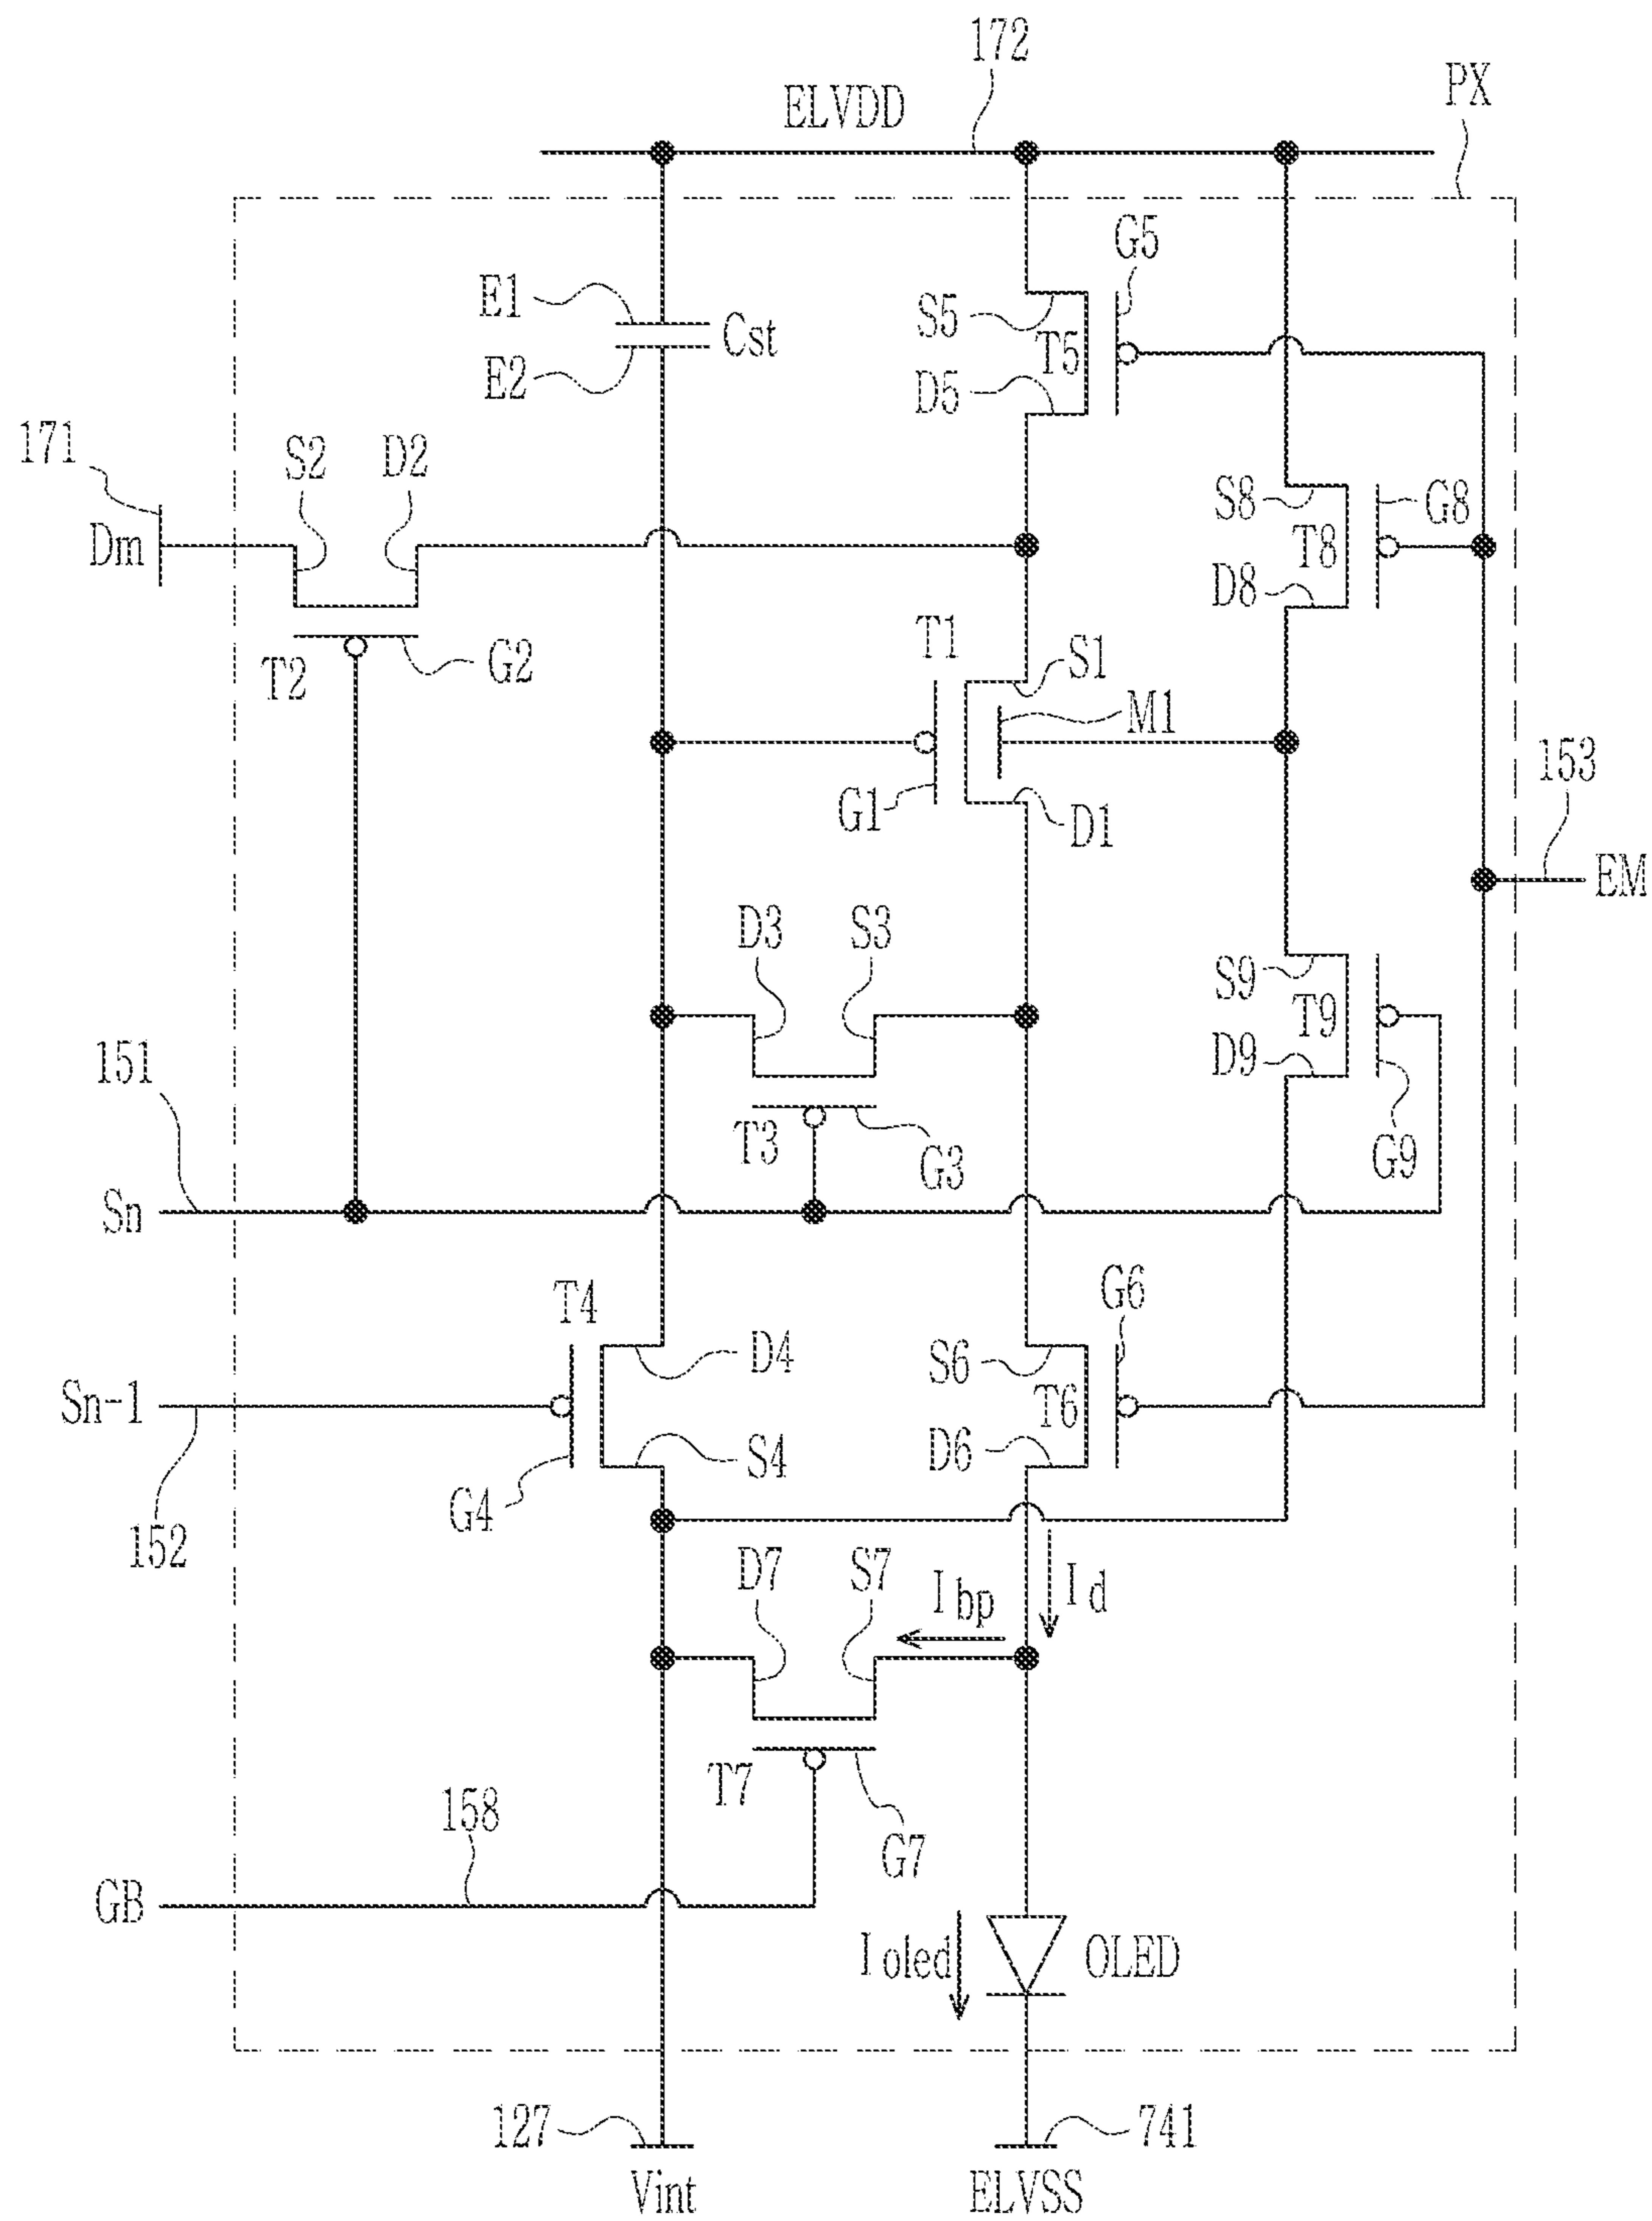 172
ELVDD
PX
G5
E1
S5
Cst
T5
E2
D5
171
S2
D2
S8
G8
Dm
T8
D8
T1
S1
T2
G2
M1
153
G1
D1
EM
D3
S3
S9
T9
151
D9
T3
G3
G9
Sn
T4
G6
D4
S6
Sn-1
T6
S4
D6
G4
152
D7
S7
Ibp
Id
T7
158
G7
GB
Ioled
OLED
127
741
Vint
ELVSS